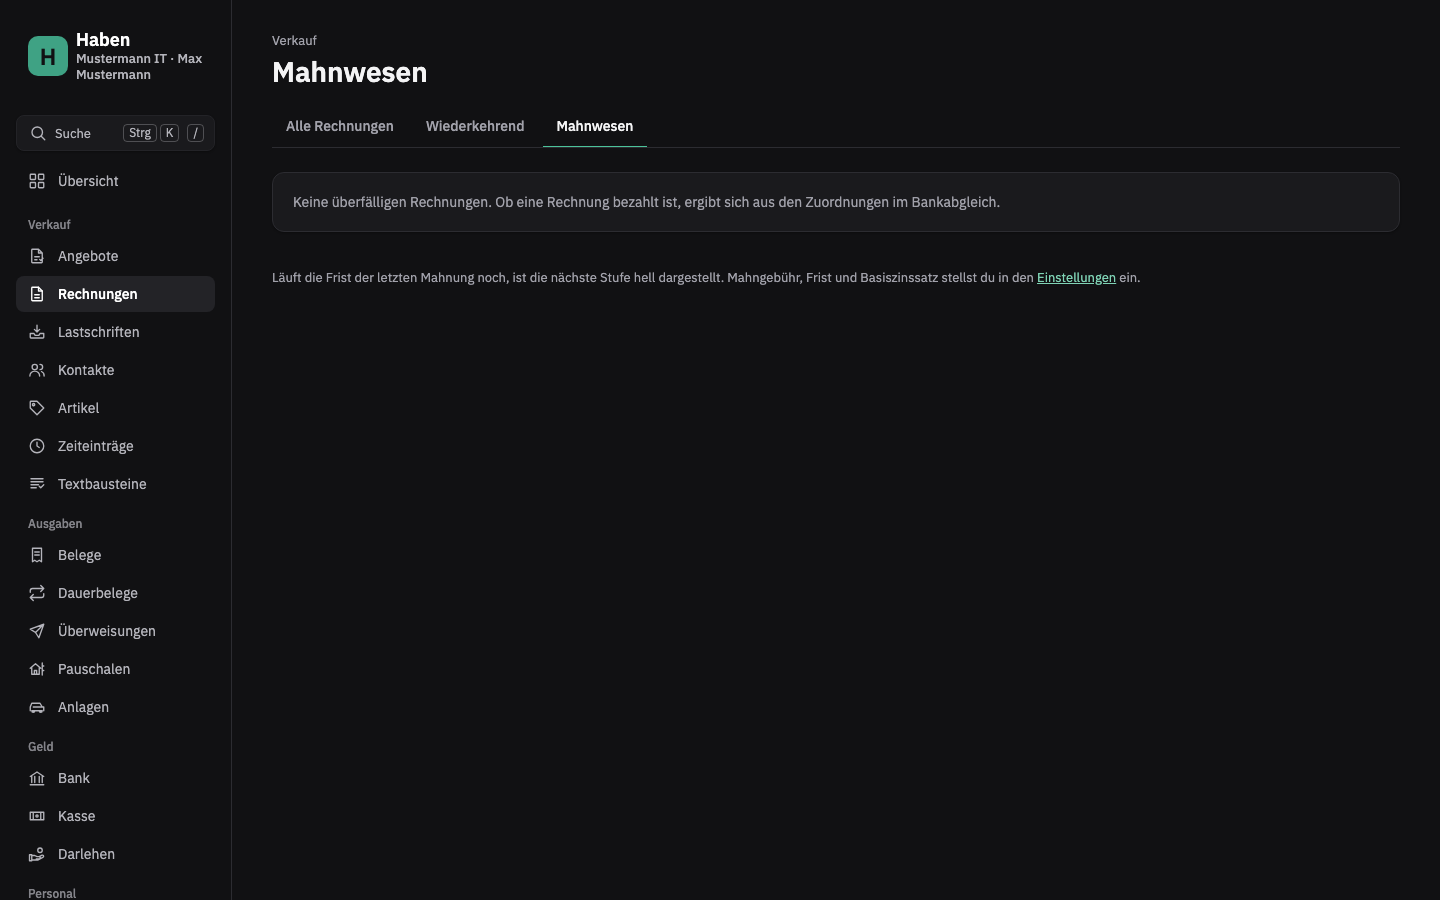 H
Haben
Mustermann IT · Max
Mustermann
Suche Strg K /
Übersicht
Verkauf
Angebote
Rechnungen
Lastschriften
Kontakte
Artikel
Zeiteinträge
Textbausteine
Ausgaben
Belege
Dauerbelege
Überweisungen
Pauschalen
Anlagen
Geld
Bank
Kasse
Darlehen
Personal
Verkauf
Mahnwesen
Alle Rechnungen Wiederkehrend Mahnwesen
Keine überfälligen Rechnungen. Ob eine Rechnung bezahlt ist, ergibt sich aus den Zuordnungen im Bankabgleich.
Läuft die Frist der letzten Mahnung noch, ist die nächste Stufe hell dargestellt. Mahngebühr, Frist und Basiszinssatz stellst du in den Einstellungen ein.